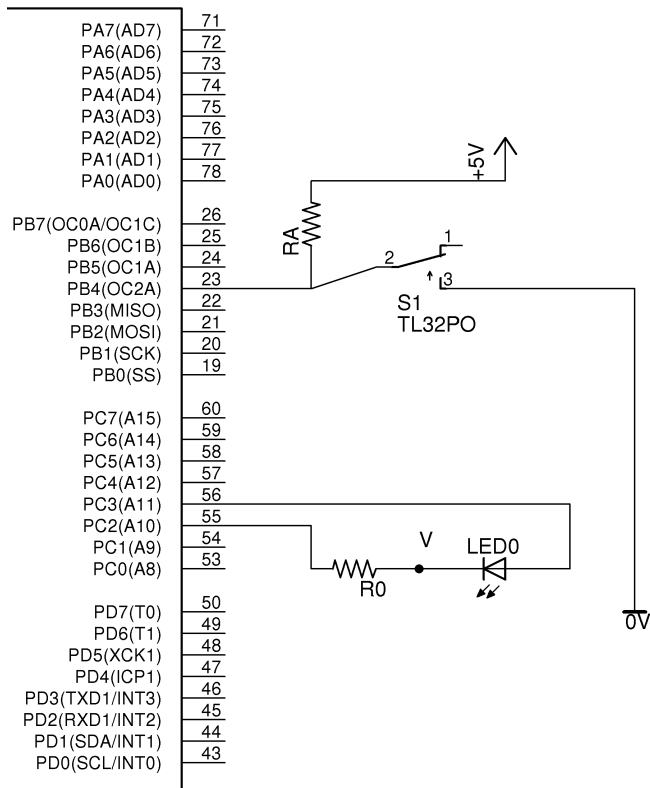 PA7(AD7) 71
PA6(AD6) 72
PA5(AD5) 73
PA4(AD4) 74
PA3(AD3) 75
PA2(AD2) 76
PA1(AD1) 77
PA0(AD0) 78
+5V
PB7(OC0A/OC1C) 26
PB6(OC1B) 25
PB5(OC1A) 24
PB4(OC2A) 23
PB3(MISO) 22
PB2(MOSI) 21
PB1(SCK) 20
PB0(SS) 19
RA
1
2
3
S1
TL32PO
PC7(A15) 60
PC6(A14) 59
PC5(A13) 58
PC4(A12) 57
PC3(A11) 56
PC2(A10) 55
PC1(A9) 54
PC0(A8) 53
V
LED0
R0
0V
PD7(T0) 50
PD6(T1) 49
PD5(XCK1) 48
PD4(ICP1) 47
PD3(TXD1/INT3) 46
PD2(RXD1/INT2) 45
PD1(SDA/INT1) 44
PD0(SCL/INT0) 43